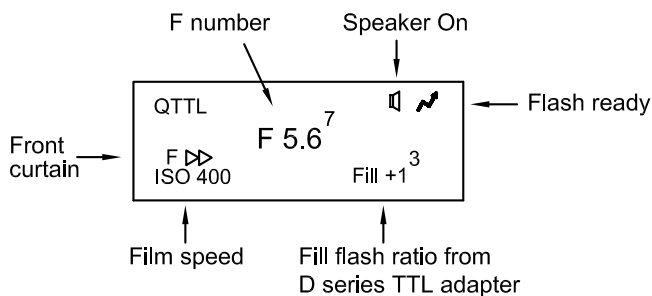 F number
Speaker On
QTTL
F 5.6 7
Flash ready
Front
curtain
F
ISO 400
Fill +1 3
Film speed
Fill flash ratio from
D series TTL adapter